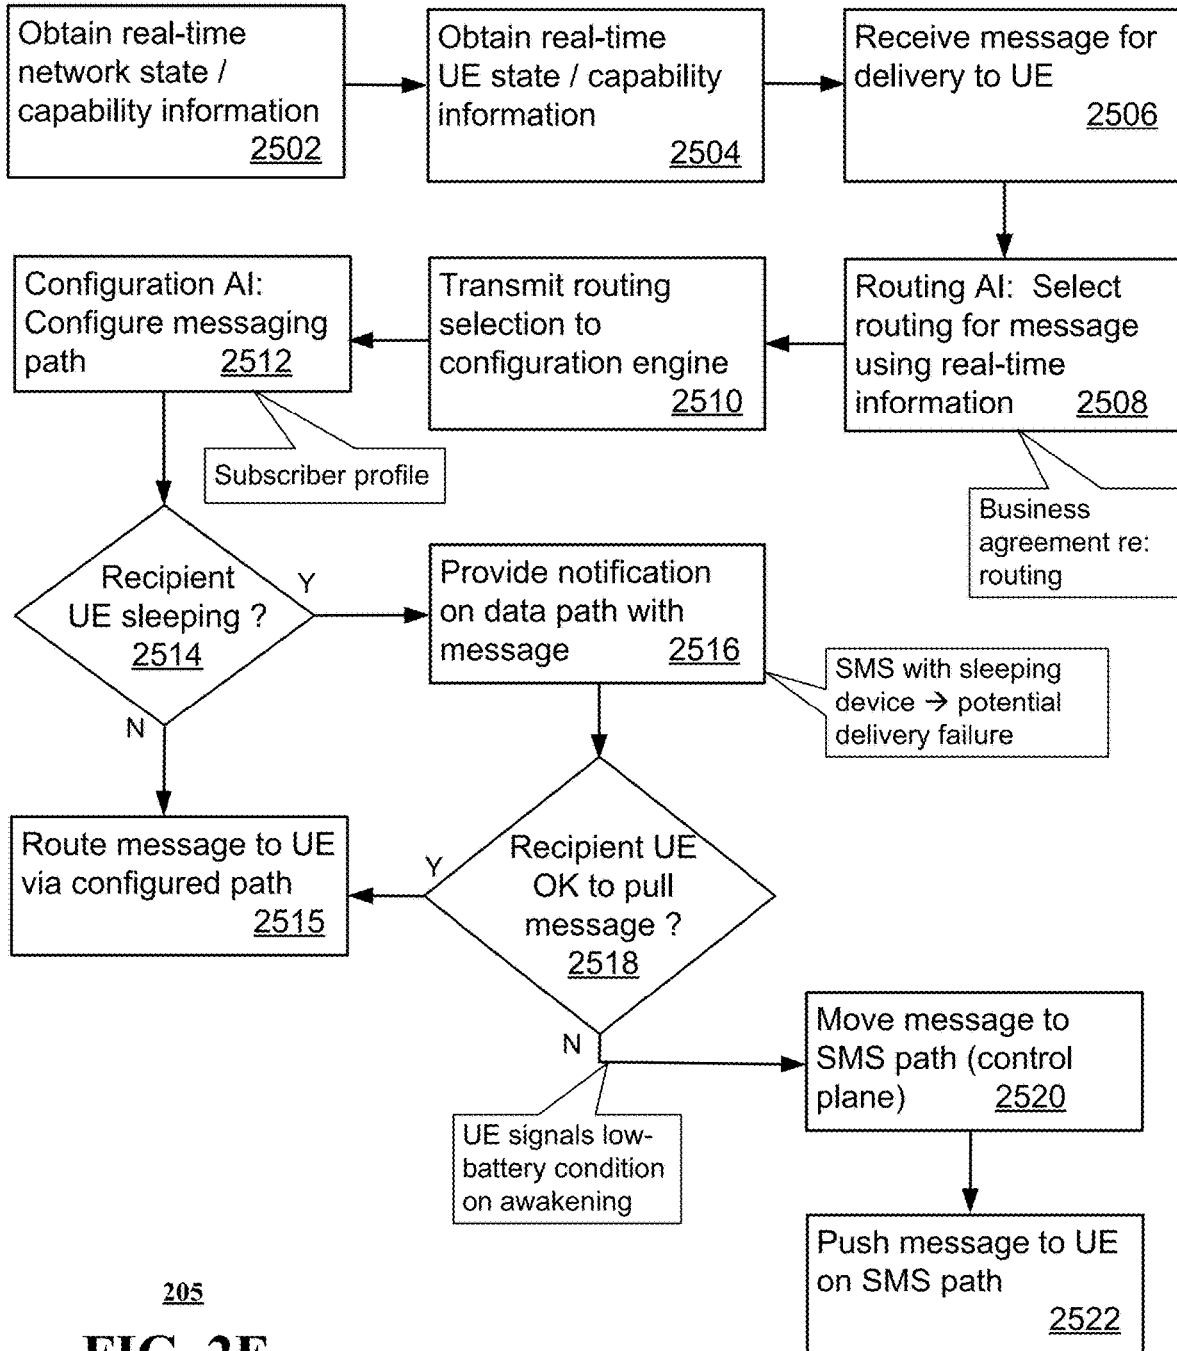 Obtain real-time
network state /
capability information
2502
Obtain real-time
UE state / capability
information
2504
Receive message for
delivery to UE
2506
Routing AI: Select
routing for message
using real-time
information 2508
Business
agreement re:
routing
Transmit routing
selection to
configuration engine
2510
Configuration AI:
Configure messaging
path 2512
Subscriber profile
Recipient
UE sleeping ?
2514
Y
N
Provide notification
on data path with
message 2516
SMS with sleeping
device → potential
delivery failure
Route message to UE
via configured path
2515
Recipient UE
OK to pull
message ?
2518
Y
N
UE signals low-
battery condition
on awakening
Move message to
SMS path (control
plane) 2520
Push message to UE
on SMS path
2522
205